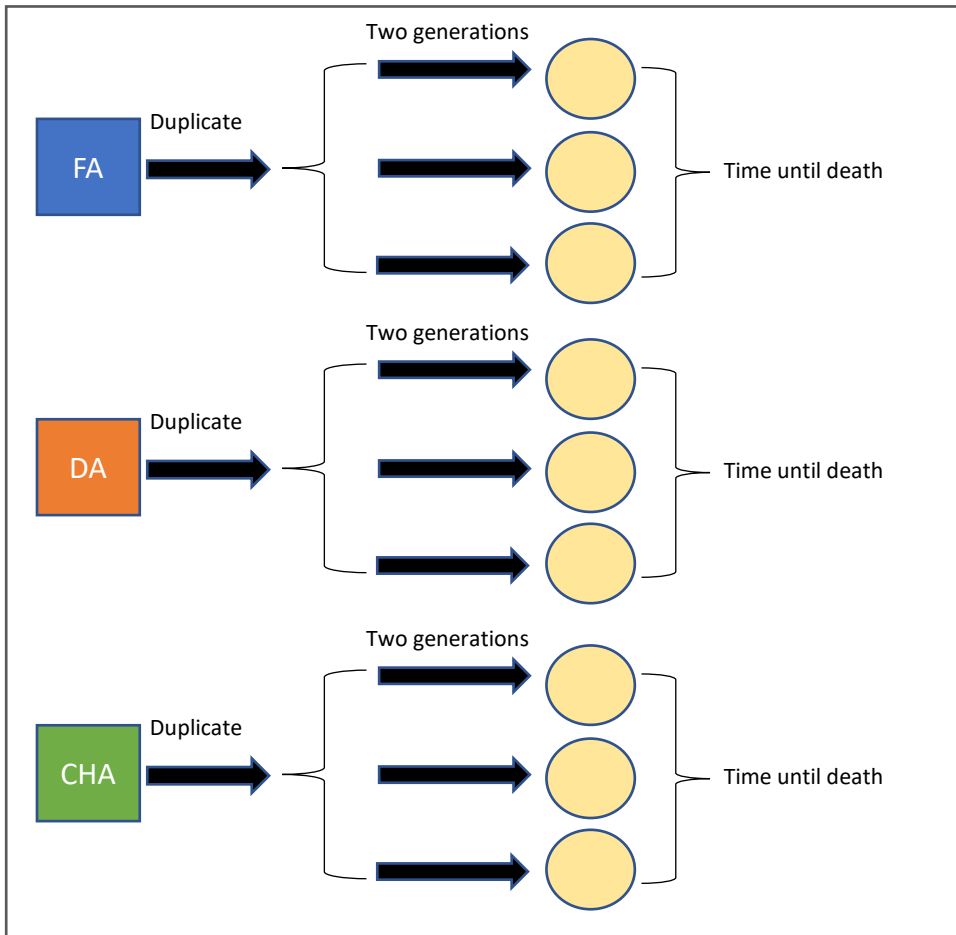 Two generations
Duplicate
FA
Time until death
Two generations
Duplicate
DA
Time until death
Two generations
Duplicate
CHA
Time until death